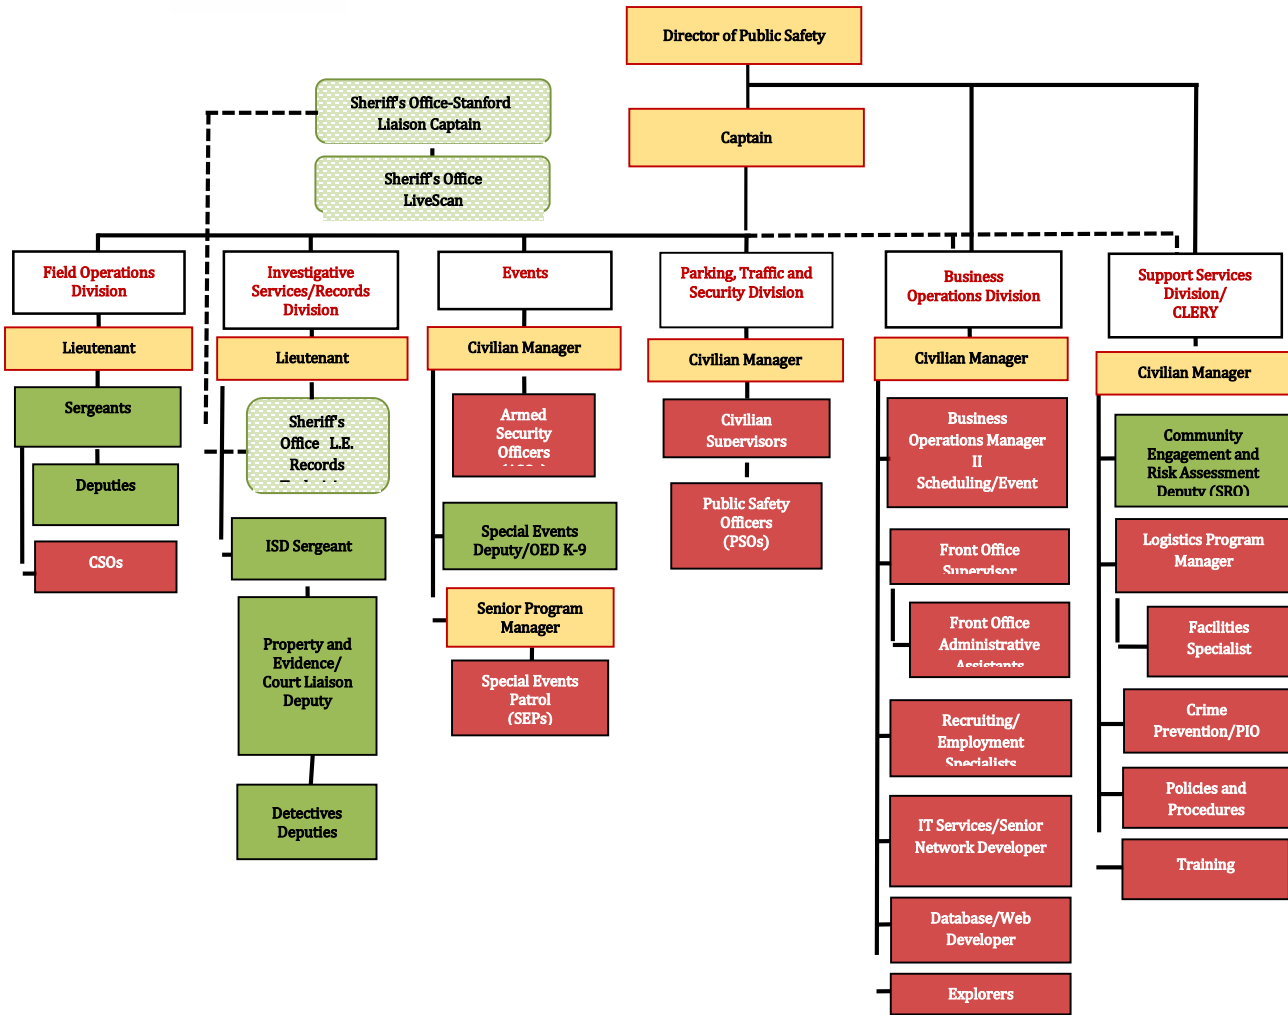 Director of Public Safety
Sheriff's Office-Stanford
Liaison Captain
Captain
Sheriff's Office
LiveScan
Field Operations
Division
Lieutenant
Sergeants
Deputies
CSOs
Investigative
Services/Records
Division
Lieutenant
Sheriff's
Office L.E.
Records
ISD Sergeant
Property and
Evidence/
Court Liaison
Deputy
Detectives
Deputies
Events
Civilian Manager
Armed
Security
Officers
Special Events
Deputy/OED K-9
Senior Program
Manager
Special Events
Patrol
(SEPs)
Parking, Traffic and
Security Division
Civilian Manager
Civilian
Supervisors
Public Safety
Officers
(PSOs)
Business
Operations Division
Civilian Manager
Business
Operations Manager
II
Scheduling/Event
Front Office
Supervisor
Front Office
Administrative
Assistants
Recruiting/
Employment
Specialists
IT Services/Senior
Network Developer
Database/Web
Developer
Explorers
Support Services
Division/
CLERY
Civilian Manager
Community
Engagement and
Risk Assessment
Deputy (SRO)
Logistics Program
Manager
Facilities
Specialist
Crime
Prevention/PIO
Policies and
Procedures
Training